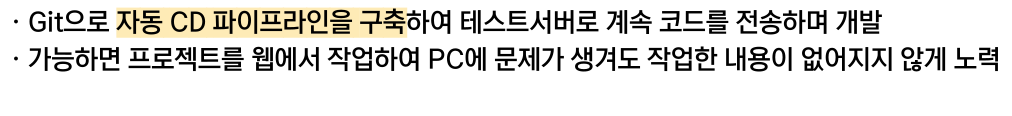 · Git으로 자동 CD 파이프라인을 구축하여 테스트서버로 계속 코드를 전송하며 개발
· 가능하면 프로젝트를 웹에서 작업하여 PC에 문제가 생겨도 작업한 내용이 없어지지 않게 노력